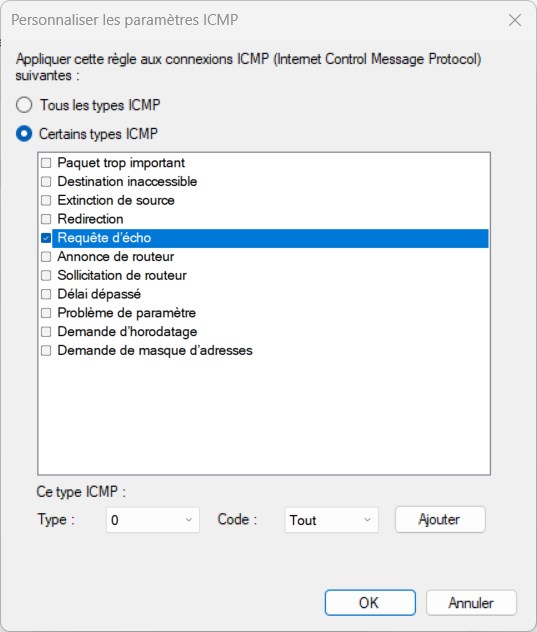 Personnaliser les paramètres ICMP
Appliquer cette règle aux connexions ICMP (Internet Control Message Protocol)
suivantes :
Tous les types ICMP
Certains types ICMP
Paquet trop important
Destination inaccessible
Extinction de source
Redirection
Requête d’écho
Annonce de routeur
Sollicitation de routeur
Délai dépassé
Problème de paramètre
Demande d’horodatage
Demande de masque d’adresses
Ce type ICMP :
Type : 0 Code : Tout Ajouter
OK Annuler